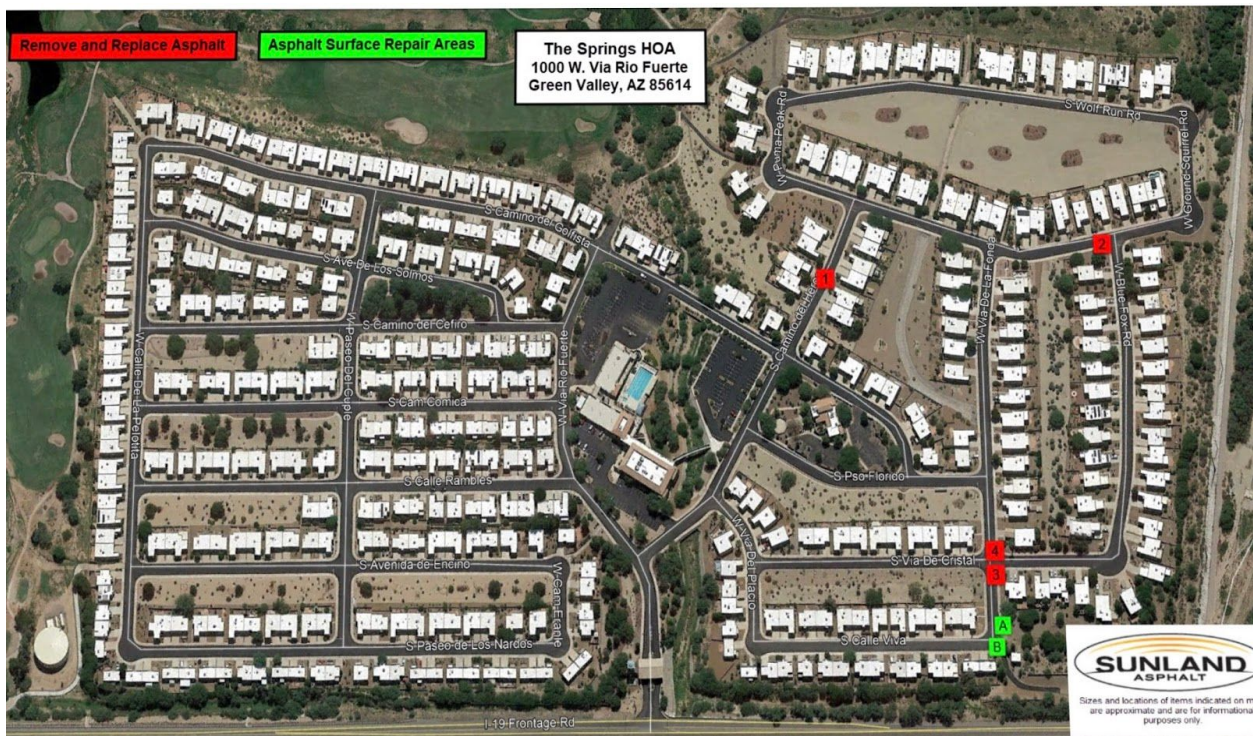 Remove and Replace Asphalt
Asphalt Surface Repair Areas
The Springs HOA
1000 W. Via Rio Fuerte
Green Valley, AZ 85614
W Puma Peak Rd
S Wolf Run Rd
W Ground Squirrel Rd
S Camino del Golfista
S Ave De Los Solmos
W Calle De La Pelotita
W Paseo Del Cuple
S Camino del Cefiro
W Via Rio Fuerte
S Cam Comica
S Calle Rambles
S Avenida de Encino
W Cam Etable
S Paseo de Los Nardos
1
S Camino del
2
W Via De La Fonda
W Blue Fox Rd
S Pso Florido
W Via Del
4
S Via De Cristal
3
A
S Calle Viva
B
I-19 Frontage Rd
SUNLAND
ASPHALT
Sizes and locations of items indicated on m
are approximate and are for informationa
purposes only.